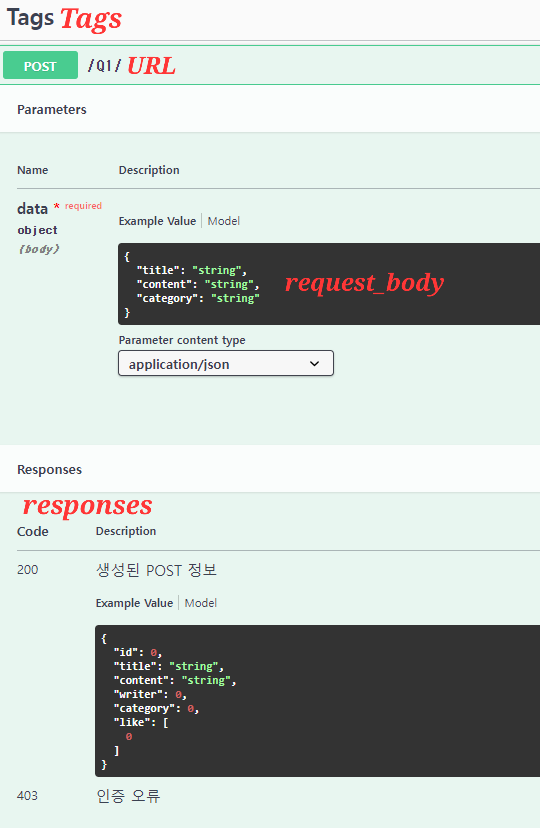 Tags Tags
POST /Q1/ URL
Parameters
Name Description
data * required
object
(body)
Example Value Model
{
"title": "string",
"content": "string",
"category": "string"
}
request_body
Parameter content type
application/json
Responses
responses
Code Description
200 생성된 POST 정보
Example Value Model
{
"id": 0,
"title": "string",
"content": "string",
"writer": 0,
"category": 0,
"like": [
0
]
}
403 인증 오류